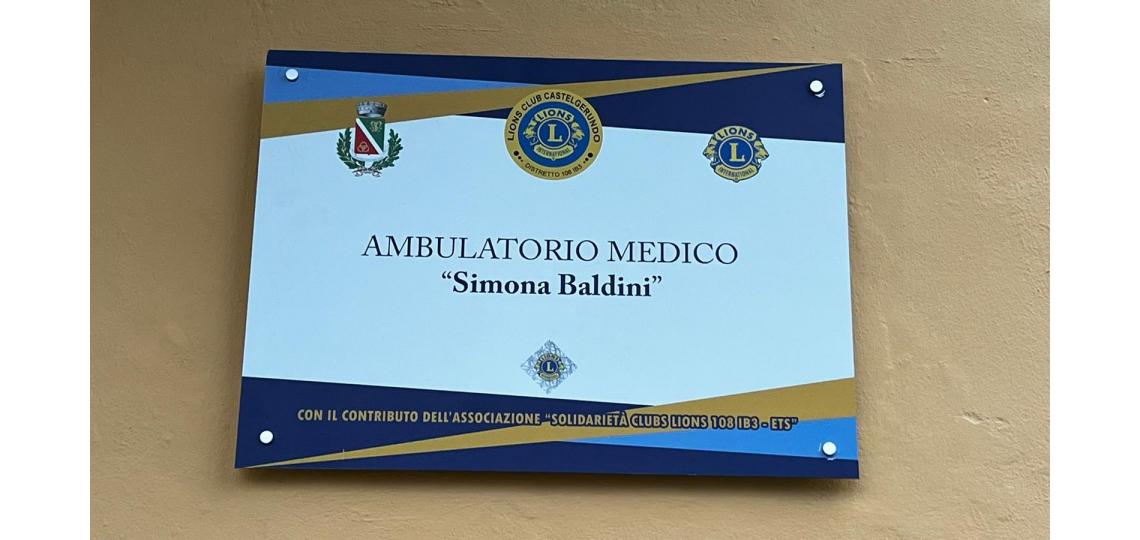 LIONS CLUB CASTELGERUNDO
LIONS
L
INTERNATIONAL
DISTRETTO 108 IB3
LIONS
L
INTERNATIONAL
AMBULATORIO MEDICO
“Simona Baldini”
L
CON IL CONTRIBUTO DELL'ASSOCIAZIONE “SOLIDARIETÀ CLUBS LIONS 108 IB3 - ETS”